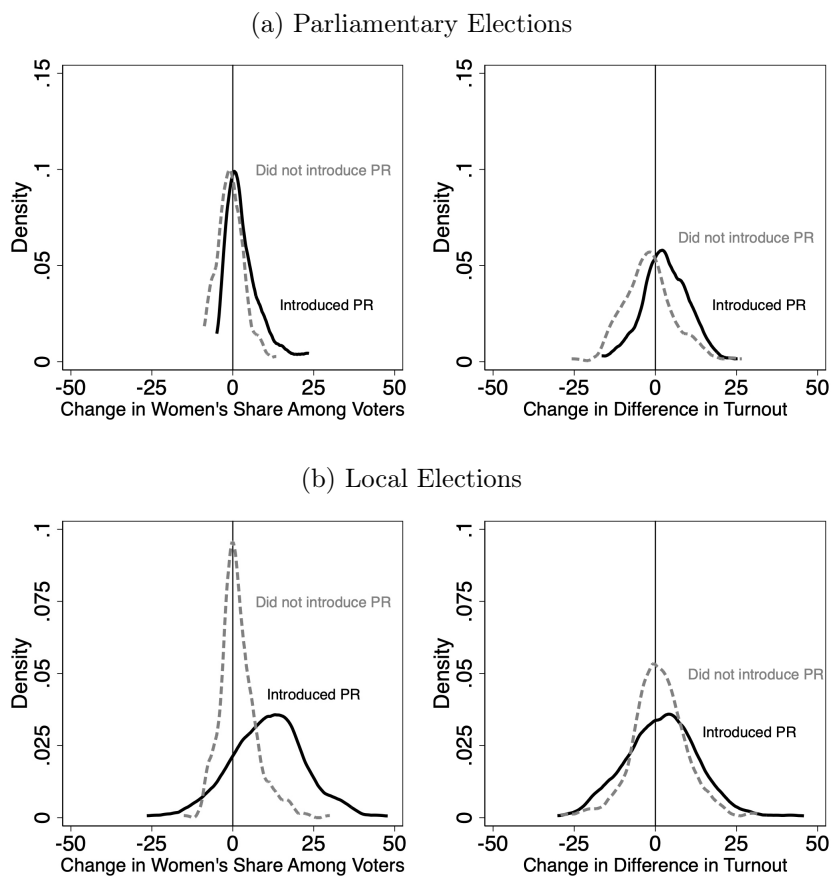 (a) Parliamentary Elections
Density
0
.05
.1
.15
Did not introduce PR
Introduced PR
-50 -25 0 25 50
Change in Women's Share Among Voters
Density
0
.05
.1
.15
Did not introduce PR
Introduced PR
-50 -25 0 25 50
Change in Difference in Turnout
(b) Local Elections
Density
0
.025
.05
.075
.1
Did not introduce PR
Introduced PR
-50 -25 0 25 50
Change in Women's Share Among Voters
Density
0
.025
.05
.075
.1
Did not introduce PR
Introduced PR
-50 -25 0 25 50
Change in Difference in Turnout